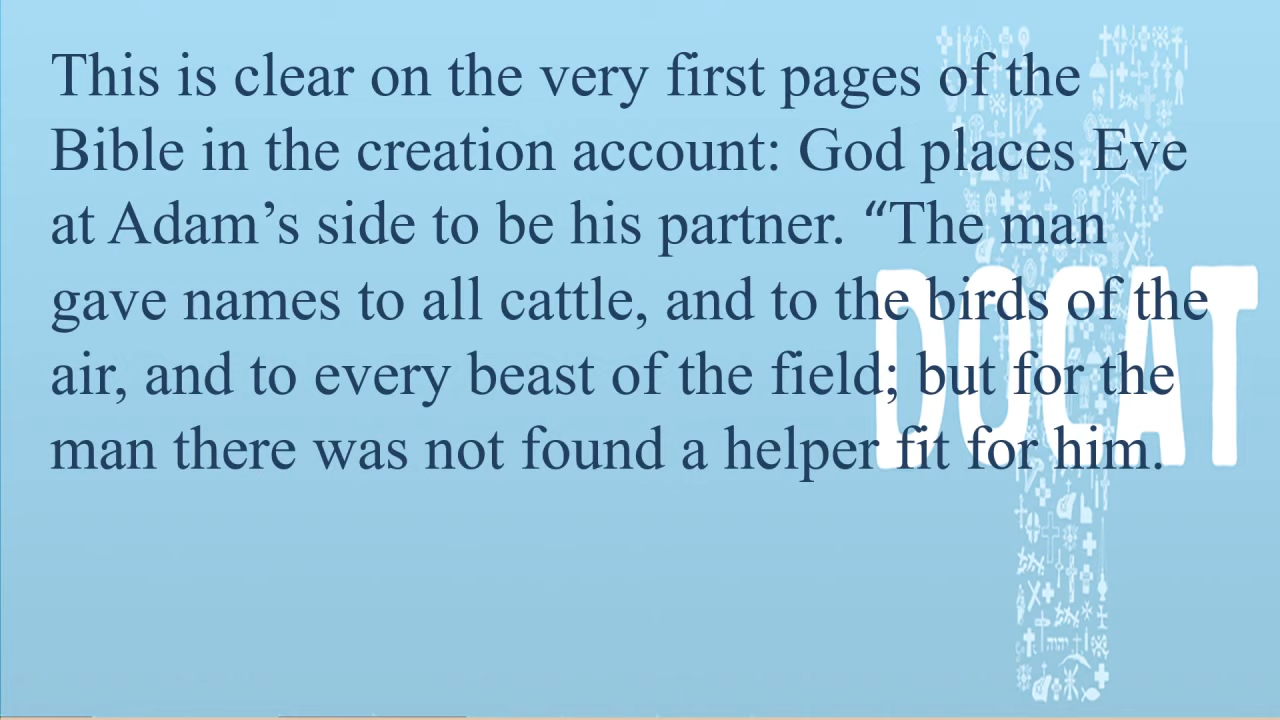 This is clear on the very first pages of the
Bible in the creation account: God places Eve
at Adam’s side to be his partner. “The man
gave names to all cattle, and to the birds of the
air, and to every beast of the field; but for the
man there was not found a helper fit for him.
DOCAT